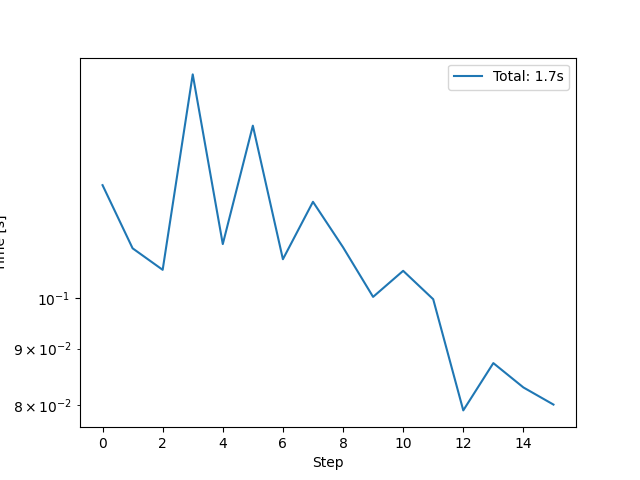 Total: 1.7s
[s]
10⁻¹
9 × 10⁻²
8 × 10⁻²
0 2 4 6 8 10 12 14
Step